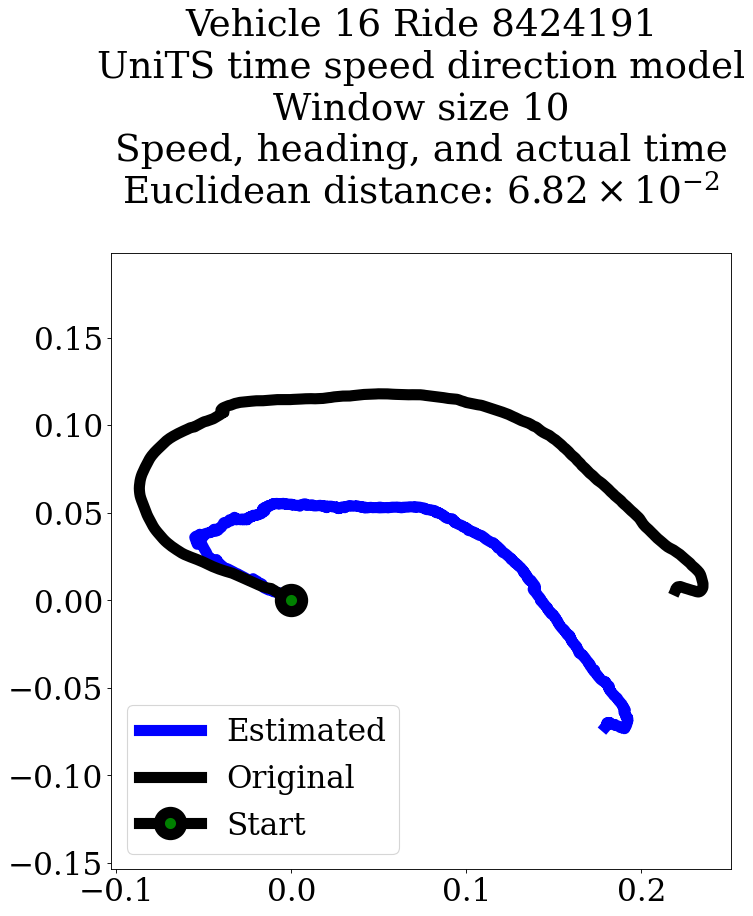 Vehicle 16 Ride 8424191
UniTS time speed direction model
Window size 10
Speed, heading, and actual time
Euclidean distance: 6.82 × 10⁻²
0.15
0.10
0.05
0.00
−0.05
−0.10
−0.15
Estimated
Original
Start
−0.1
0.0
0.1
0.2